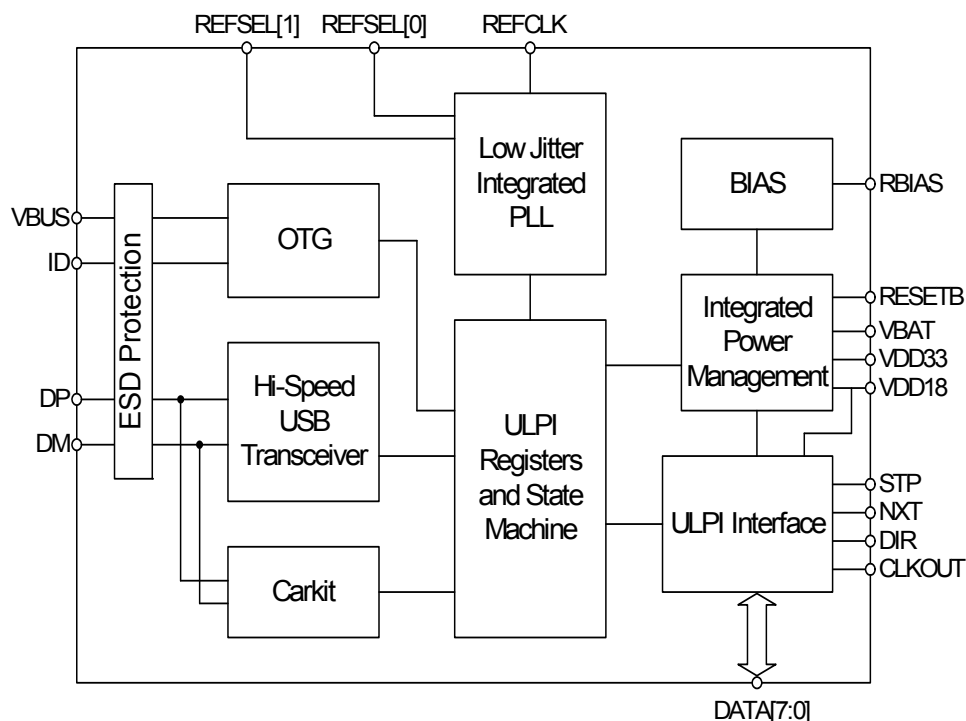 REFSEL[1]
REFSEL[0]
REFCLK
Low Jitter
Integrated
PLL
BIAS
RBIAS
VBUS
ID
ESD Protection
OTG
Integrated
Power
Management
RESETB
VBAT
VDD33
VDD18
DP
DM
Hi-Speed
USB
Transceiver
ULPI
Registers
and State
Machine
ULPI Interface
STP
NXT
DIR
CLKOUT
Carkit
DATA[7:0]